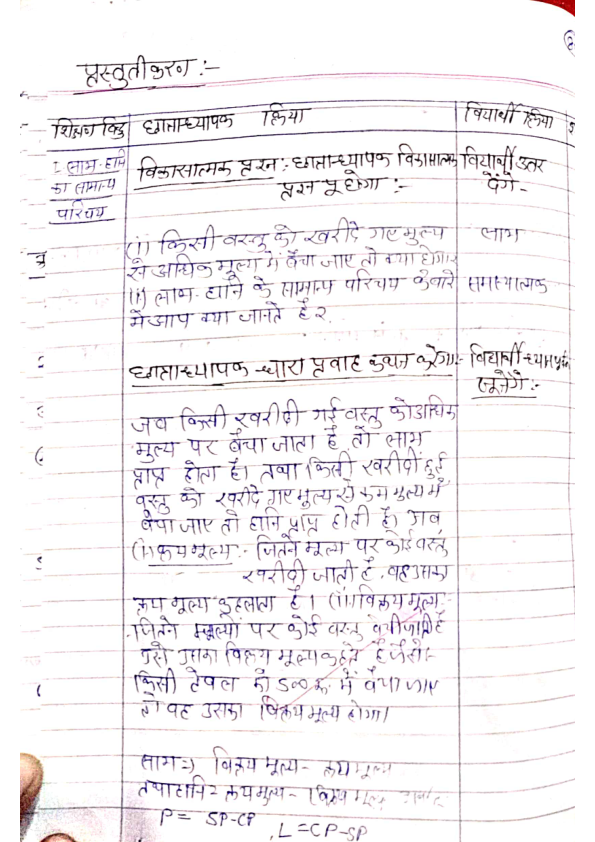 प्रस्तुतीकरण :-
शिक्षण बिंदु छात्राध्यापक क्रिया विद्यार्थी क्रिया
1 लाभ-हानि का सामान्य परिचय
विकासात्मक प्रश्न :- छात्राध्यापक विकासात्मक प्रश्न पूछेगा :-
विद्यार्थी उत्तर देंगे -
(i) किसी वस्तु को खरीदे गए मुल्य
लाभ
से अधिक मूल्य में बेचा जाए तो क्या होगा?
(ii) लाभ-हानि के सामान्य परिचय के बारे
समस्यात्मक
में आप क्या जानते है?
छात्राध्यापक धारा प्रवाह कथन करेगा:-
विद्यार्थी ध्यानपूर्वक
सूनेंगे :-
जब किसी खरीदी गई वस्तु को अधिक
मुल्य पर बेचा जाता है तो लाभ
प्राप्त होता है। तथा किसी खरीदी हुई
वस्तु को खरीदे गए मुल्य से कम मुल्य में
बेचा जाए तो हानि प्राप्त होती है।
(i) क्रय मूल्य :- जितने मूल्य पर कोई वस्तु
खरीदी जाती है, वह उसका
क्रय मूल्य कहलाता है। (ii) विक्रय मूल्य:-
जितने मूल्यों पर कोई वस्तु बेची जाती है
उसे उसका विक्रय मूल्य कहते है जैसे:-
किसी टेबल को 500 रु. में बेचा जाए
तो वह उसका विक्रय मूल्य होगा।
लाभ => विक्रय मूल्य - क्रय मूल्य
तथा हानि = क्रय मुल्य - विक्रय मूल्य
P = SP-CP
, L = CP-SP